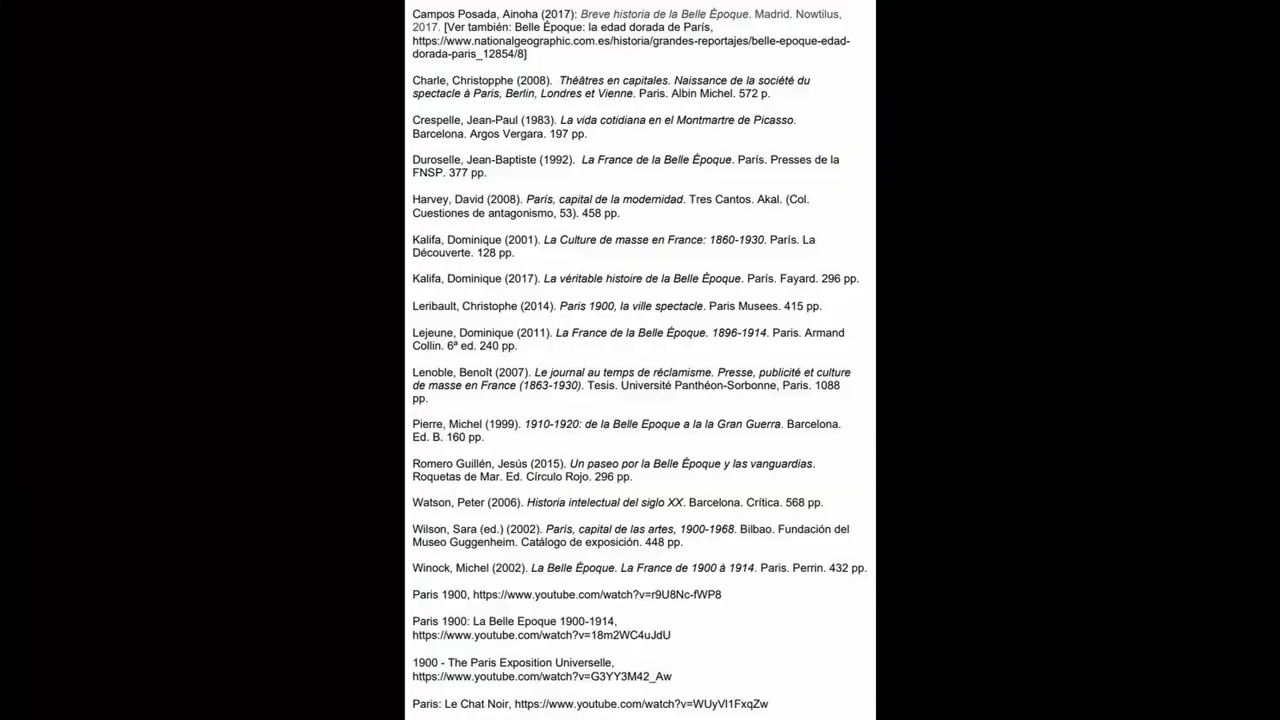 Campos Posada, Ainoha (2017): Breve historia de la Belle Époque. Madrid. Nowtilus,
2017. [Ver también: Belle Époque: la edad dorada de París,
https://www.nationalgeographic.com.es/historia/grandes-reportajes/belle-epoque-edad-
dorada-paris_12854/8]
Charle, Christopphe (2008).  Théâtres en capitales. Naissance de la société du
spectacle à Paris, Berlin, Londres et Vienne. Paris. Albin Michel. 572 p.
Crespelle, Jean-Paul (1983). La vida cotidiana en el Montmartre de Picasso.
Barcelona. Argos Vergara. 197 pp.
Duroselle, Jean-Baptiste (1992).  La France de la Belle Époque. París. Presses de la
FNSP. 377 pp.
Harvey, David (2008). París, capital de la modernidad. Tres Cantos. Akal. (Col.
Cuestiones de antagonismo, 53). 458 pp.
Kalifa, Dominique (2001). La Culture de masse en France: 1860-1930. París. La
Découverte. 128 pp.
Kalifa, Dominique (2017). La véritable histoire de la Belle Époque. París. Fayard. 296 pp.
Leribault, Christophe (2014). Paris 1900, la ville spectacle. Paris Musees. 415 pp.
Lejeune, Dominique (2011). La France de la Belle Époque. 1896-1914. Paris. Armand
Collin. 6ª ed. 240 pp.
Lenoble, Benoît (2007). Le journal au temps de réclamisme. Presse, publicité et culture
de masse en France (1863-1930). Tesis. Université Panthéon-Sorbonne, Paris. 1088
pp.
Pierre, Michel (1999). 1910-1920: de la Belle Epoque a la la Gran Guerra. Barcelona.
Ed. B. 160 pp.
Romero Guillén, Jesús (2015). Un paseo por la Belle Époque y las vanguardias.
Roquetas de Mar. Ed. Círculo Rojo. 296 pp.
Watson, Peter (2006). Historia intelectual del siglo XX. Barcelona. Crítica. 568 pp.
Wilson, Sara (ed.) (2002). París, capital de las artes, 1900-1968. Bilbao. Fundación del
Museo Guggenheim. Catálogo de exposición. 448 pp.
Winock, Michel (2002). La Belle Époque. La France de 1900 à 1914. Paris. Perrin. 432 pp.
Paris 1900, https://www.youtube.com/watch?v=r9U8Nc-fWP8
Paris 1900: La Belle Epoque 1900-1914,
https://www.youtube.com/watch?v=18m2WC4uJdU
1900 - The Paris Exposition Universelle,
https://www.youtube.com/watch?v=G3YY3M42_Aw
Paris: Le Chat Noir, https://www.youtube.com/watch?v=WUyVl1FxqZw